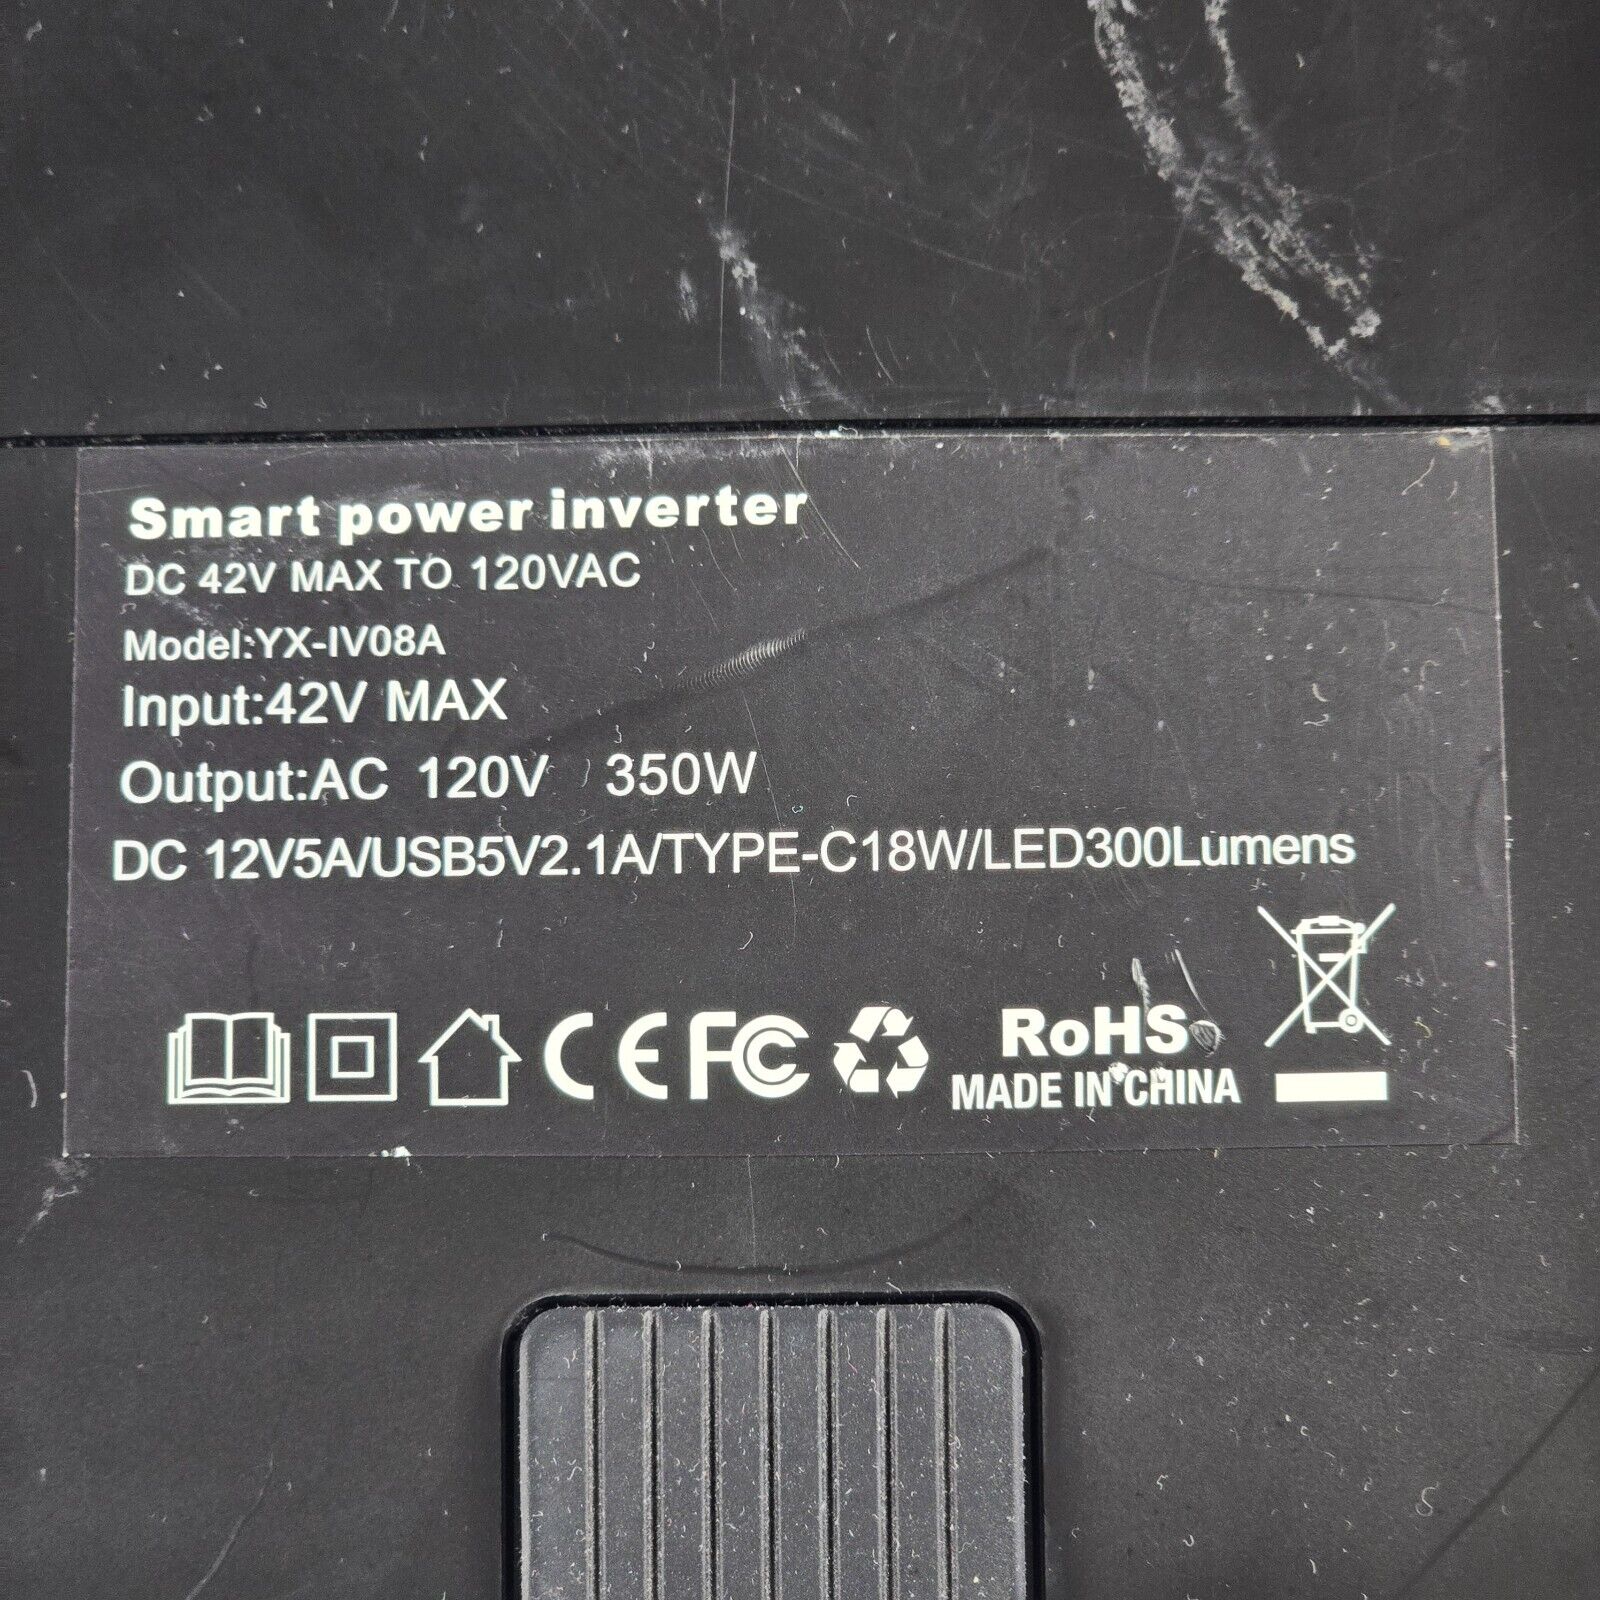 Smart power inverter
DC 42V MAX TO 120VAC
Model:YX-IV08A
Input:42V MAX
Output:AC 120V 350W
DC 12V5A/USB5V2.1A/TYPE-C18W/LED300Lumens
CE FC RoHS
MADE IN CHINA